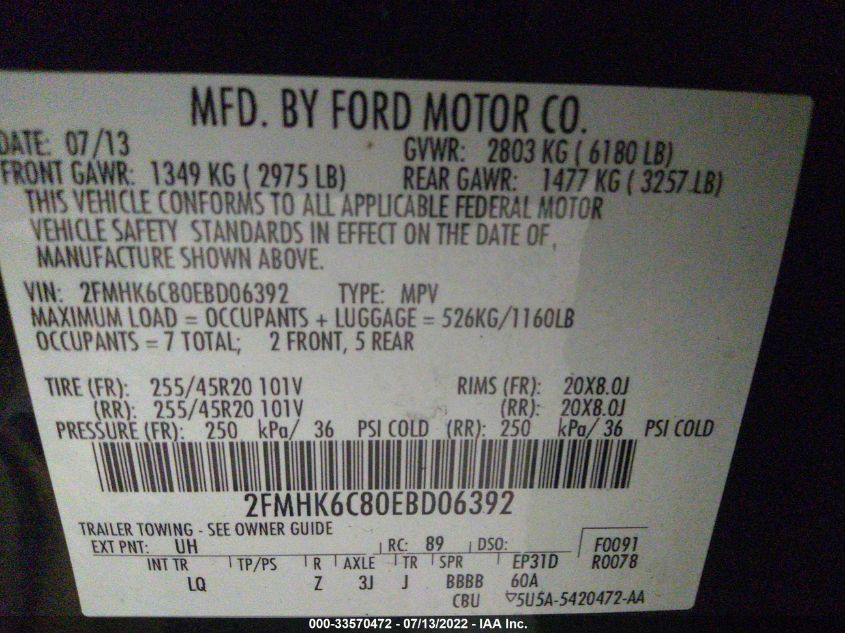 MFD. BY FORD MOTOR CO.
DATE: 07/13 GVWR: 2803 KG ( 6180 LB)
FRONT GAWR: 1349 KG ( 2975 LB) REAR GAWR: 1477 KG ( 3257 LB)
THIS VEHICLE CONFORMS TO ALL APPLICABLE FEDERAL MOTOR
VEHICLE SAFETY STANDARDS IN EFFECT ON THE DATE OF
MANUFACTURE SHOWN ABOVE.
VIN: 2FMHK6C80EBD06392 TYPE: MPV
MAXIMUM LOAD = OCCUPANTS + LUGGAGE = 526KG/1160LB
OCCUPANTS = 7 TOTAL; 2 FRONT, 5 REAR
TIRE (FR): 255/45R20 101V RIMS (FR): 20X8.0J
(RR): 255/45R20 101V (RR): 20X8.0J
PRESSURE (FR): 250 kPa/ 36 PSI COLD (RR): 250 kPa/ 36 PSI COLD
2FMHK6C80EBD06392
TRAILER TOWING - SEE OWNER GUIDE
EXT PNT: UH RC: 89 DSO: F0091
INT TR TP/PS R AXLE TR SPR EP31D R0078
LQ Z 3J J BBBB 60A
CBU 5U5A-5420472-AA
000-33570472 - 07/13/2022 - IAA Inc.